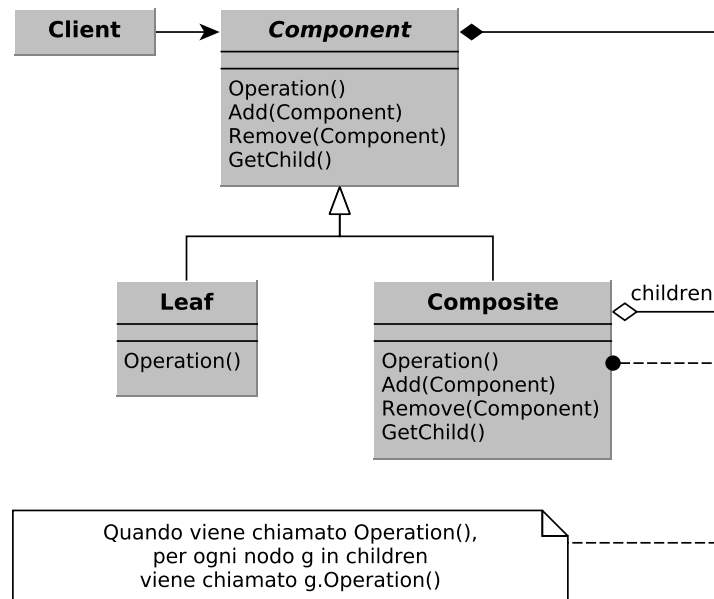 Client
Component
Operation()
Add(Component)
Remove(Component)
GetChild()
Leaf
Operation()
Composite
children
Operation()
Add(Component)
Remove(Component)
GetChild()
Quando viene chiamato Operation(),
per ogni nodo g in children
viene chiamato g.Operation()